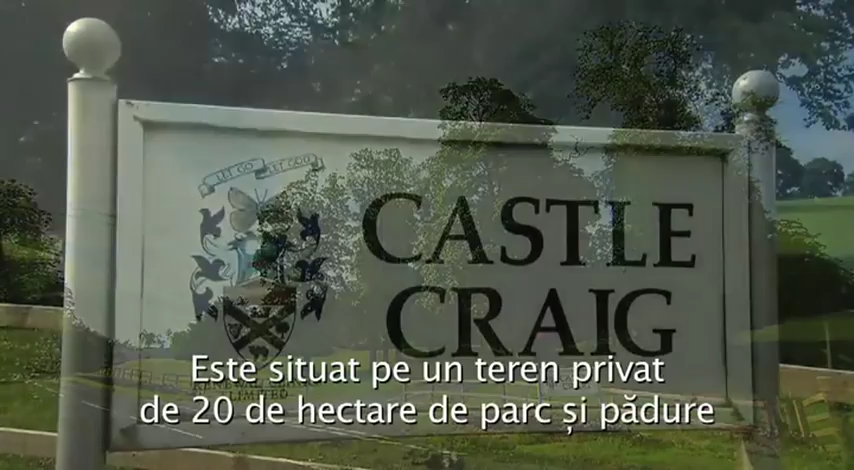 LET GO LET GOD
CASTLE
CRAIG
LIMITED
Este situat pe un teren privat
de 20 de hectare de parc și pădure